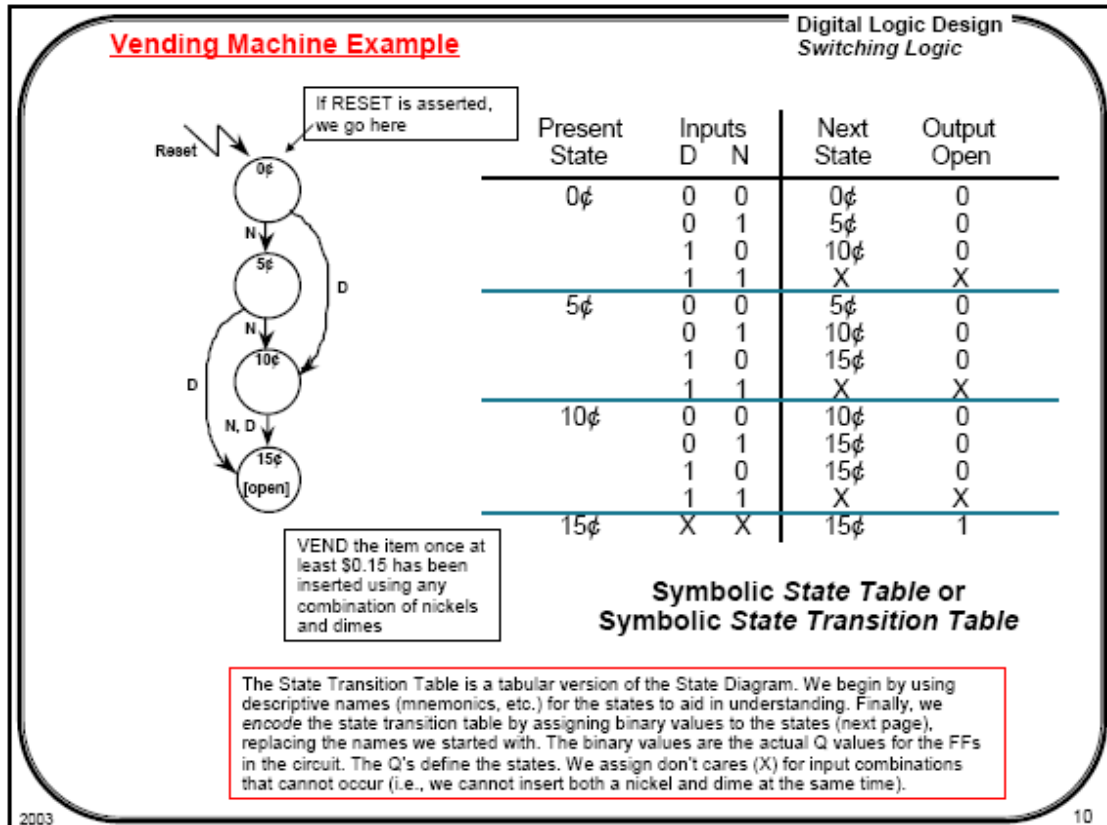 Vending Machine Example
Digital Logic Design
Switching Logic
If RESET is asserted,
we go here
Reset
0¢
N
D
5¢
N
D
10¢
N, D
15¢
[open]
VEND the item once at
least $0.15 has been
inserted using any
combination of nickels
and dimes
Present Inputs Next Output
State D N State Open
0¢ 0 0 0¢ 0
0 1 5¢ 0
1 0 10¢ 0
1 1 X X
5¢ 0 0 5¢ 0
0 1 10¢ 0
1 0 15¢ 0
1 1 X X
10¢ 0 0 10¢ 0
0 1 15¢ 0
1 0 15¢ 0
1 1 X X
15¢ X X 15¢ 1
Symbolic State Table or
Symbolic State Transition Table
The State Transition Table is a tabular version of the State Diagram. We begin by using
descriptive names (mnemonics, etc.) for the states to aid in understanding. Finally, we
encode the state transition table by assigning binary values to the states (next page),
replacing the names we started with. The binary values are the actual Q values for the FFs
in the circuit. The Q's define the states. We assign don't cares (X) for input combinations
that cannot occur (i.e., we cannot insert both a nickel and dime at the same time).
2003
10